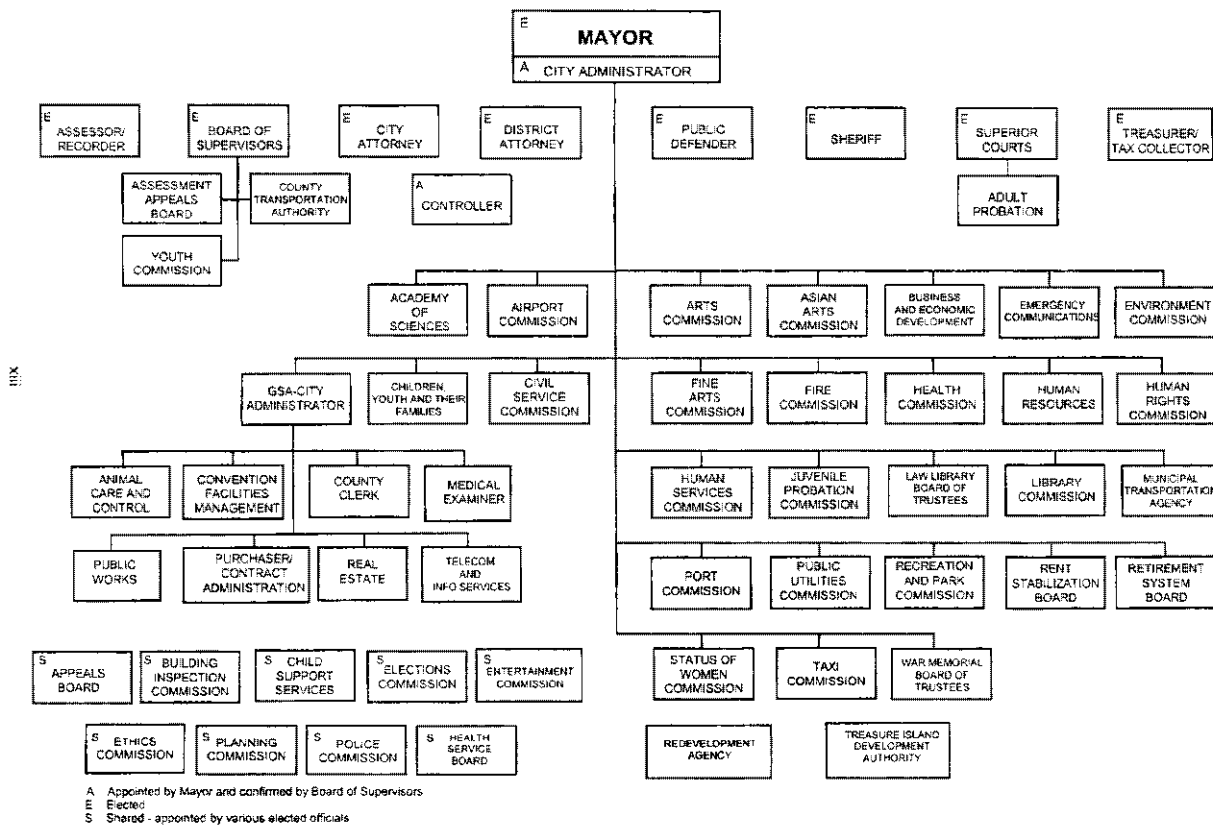 E
MAYOR
A CITY ADMINISTRATOR
E
ASSESSOR/
RECORDER
E
BOARD OF
SUPERVISORS
E
CITY
ATTORNEY
E
DISTRICT
ATTORNEY
E
PUBLIC
DEFENDER
E
SHERIFF
E
SUPERIOR
COURTS
E
TREASURER/
TAX COLLECTOR
ASSESSMENT
APPEALS
BOARD
COUNTY
TRANSPORTATION
AUTHORITY
A
CONTROLLER
ADULT
PROBATION
YOUTH
COMMISSION
ACADEMY
OF
SCIENCES
AIRPORT
COMMISSION
ARTS
COMMISSION
ASIAN
ARTS
COMMISSION
BUSINESS
AND ECONOMIC
DEVELOPMENT
EMERGENCY
COMMUNICATIONS
ENVIRONMENT
COMMISSION
xiii
GSA-CITY
ADMINISTRATOR
CHILDREN,
YOUTH AND THEIR
FAMILIES
CIVIL
SERVICE
COMMISSION
FINE
ARTS
COMMISSION
FIRE
COMMISSION
HEALTH
COMMISSION
HUMAN
RESOURCES
HUMAN
RIGHTS
COMMISSION
ANIMAL
CARE AND
CONTROL
CONVENTION
FACILITIES
MANAGEMENT
COUNTY
CLERK
MEDICAL
EXAMINER
HUMAN
SERVICES
COMMISSION
JUVENILE
PROBATION
COMMISSION
LAW LIBRARY
BOARD OF
TRUSTEES
LIBRARY
COMMISSION
MUNICIPAL
TRANSPORTATION
AGENCY
PUBLIC
WORKS
PURCHASER/
CONTRACT
ADMINISTRATION
REAL
ESTATE
TELECOM
AND
INFO SERVICES
PORT
COMMISSION
PUBLIC
UTILITIES
COMMISSION
RECREATION
AND PARK
COMMISSION
RENT
STABILIZATION
BOARD
RETIREMENT
SYSTEM
BOARD
S
APPEALS
BOARD
S
BUILDING
INSPECTION
COMMISSION
S
CHILD
SUPPORT
SERVICES
S
ELECTIONS
COMMISSION
S
ENTERTAINMENT
COMMISSION
STATUS OF
WOMEN
COMMISSION
TAXI
COMMISSION
WAR MEMORIAL
BOARD OF
TRUSTEES
S
ETHICS
COMMISSION
S
PLANNING
COMMISSION
S
POLICE
COMMISSION
S
HEALTH
SERVICE
BOARD
REDEVELOPMENT
AGENCY
TREASURE ISLAND
DEVELOPMENT
AUTHORITY
A Appointed by Mayor and confirmed by Board of Supervisors
E Elected
S Shared - appointed by various elected officials